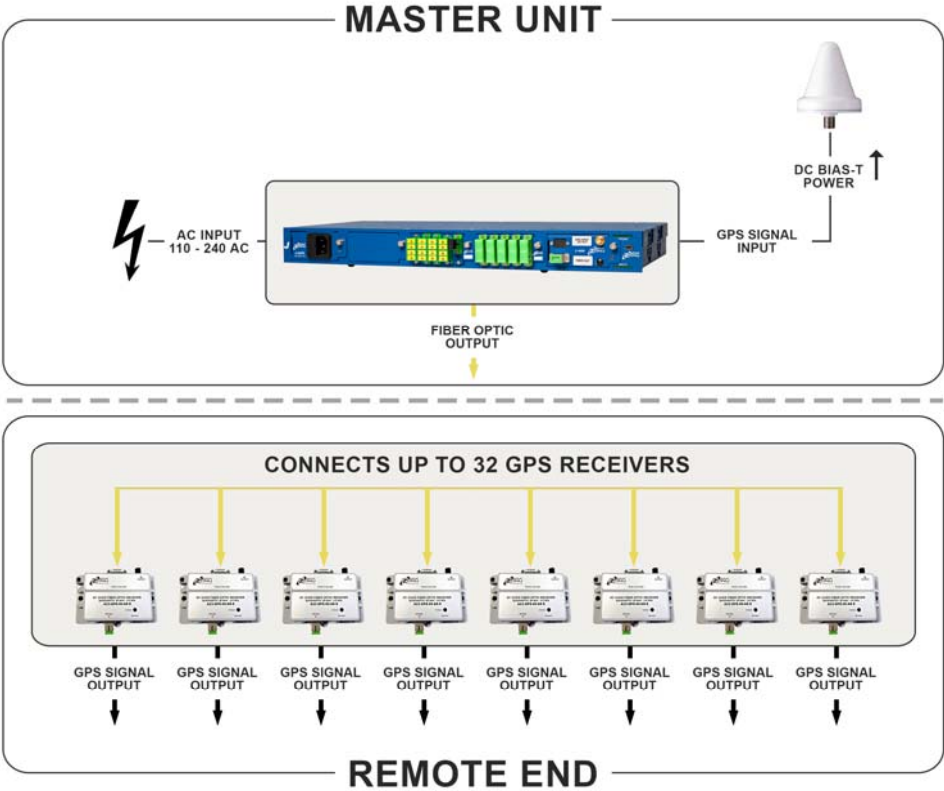 MASTER UNIT
DC BIAS-T
POWER
AC INPUT
110 - 240 AC
GPS SIGNAL
INPUT
FIBER OPTIC
OUTPUT
CONNECTS UP TO 32 GPS RECEIVERS
GPS SIGNAL
OUTPUT
GPS SIGNAL
OUTPUT
GPS SIGNAL
OUTPUT
GPS SIGNAL
OUTPUT
GPS SIGNAL
OUTPUT
GPS SIGNAL
OUTPUT
GPS SIGNAL
OUTPUT
GPS SIGNAL
OUTPUT
REMOTE END